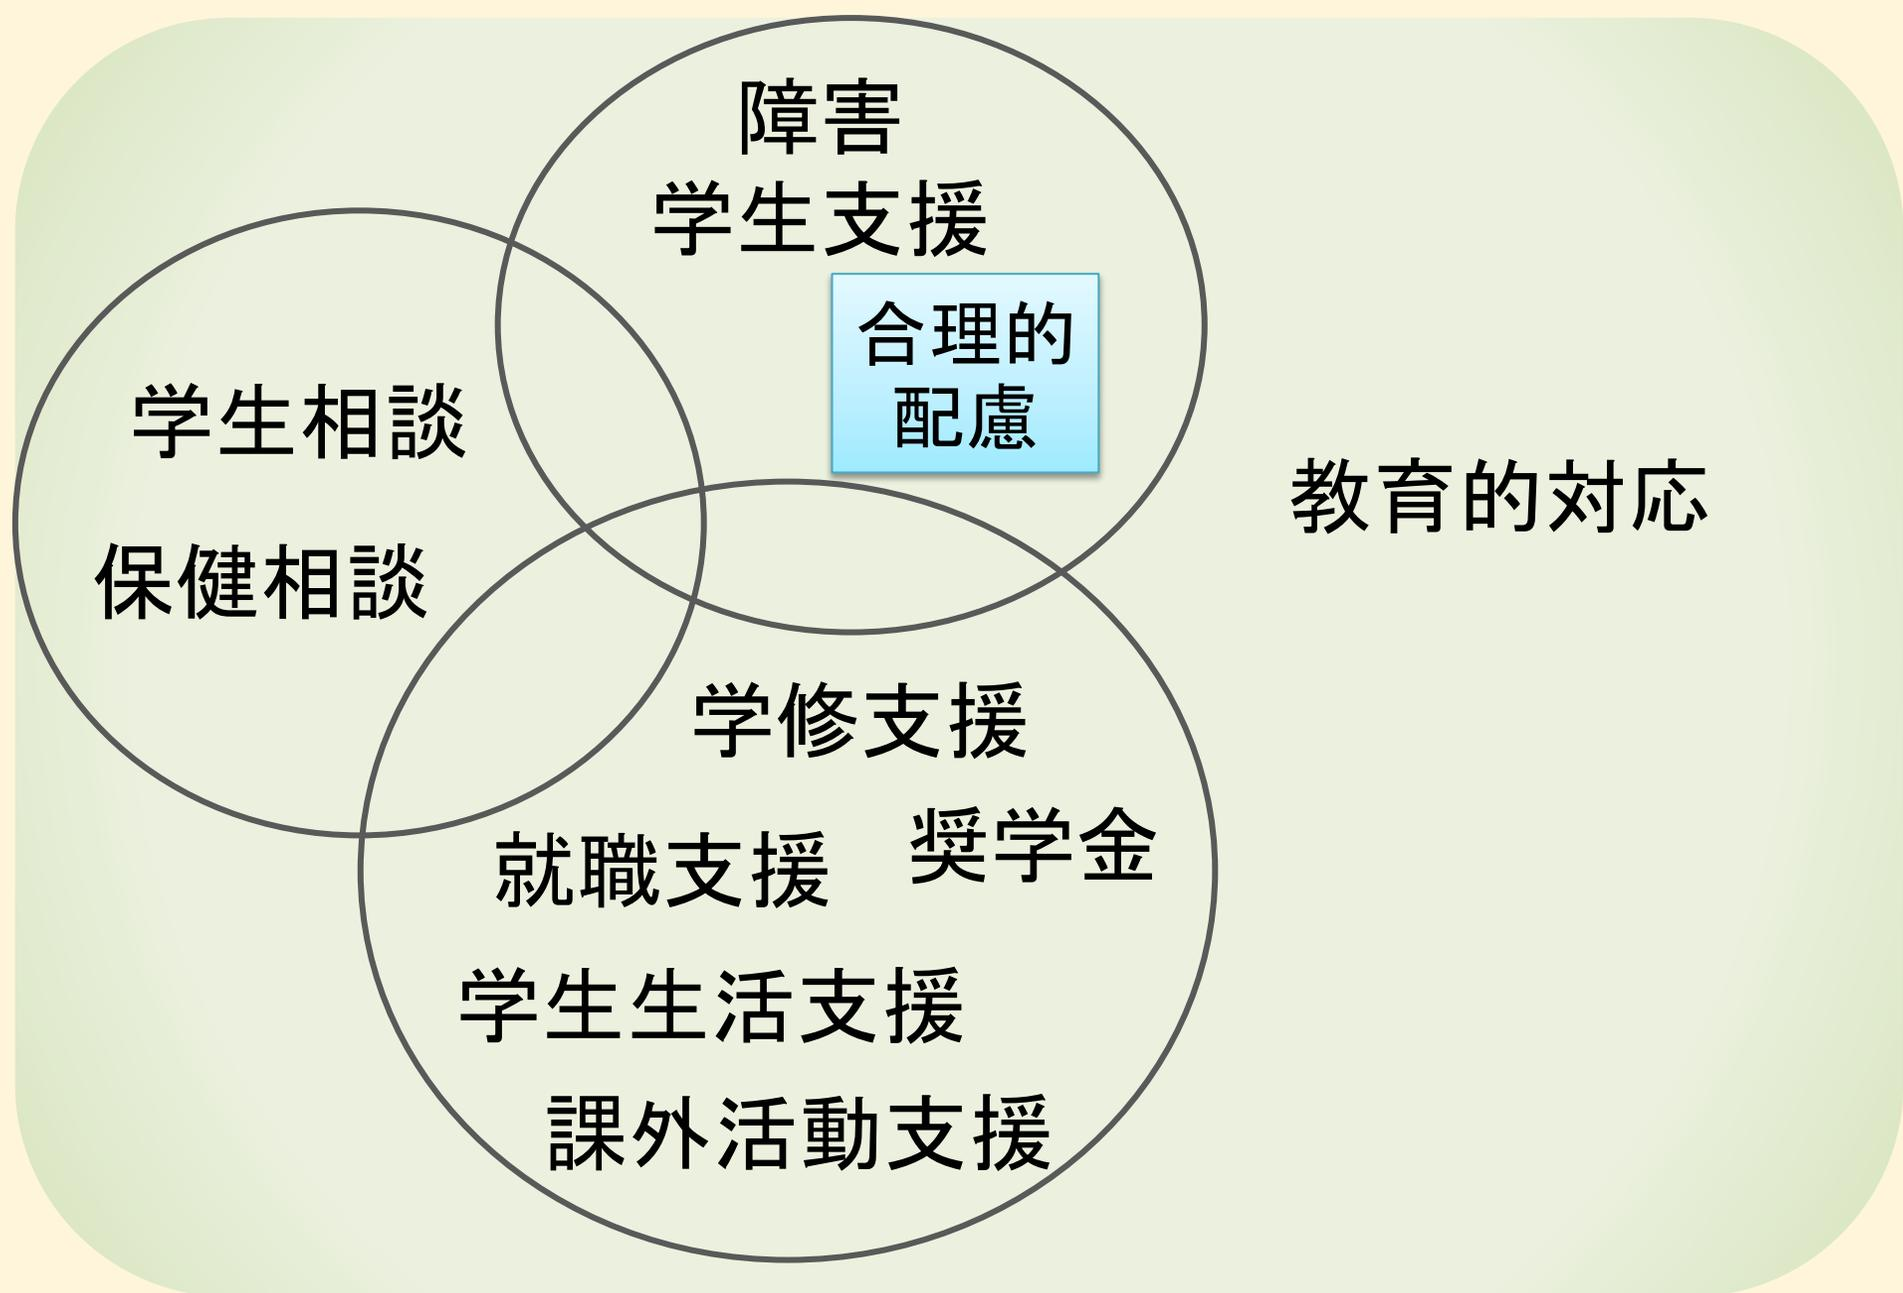 障害
学生支援
合理的
配慮
学生相談
保健相談
教育的対応
学修支援
奨学金
就職支援
学生生活支援
課外活動支援